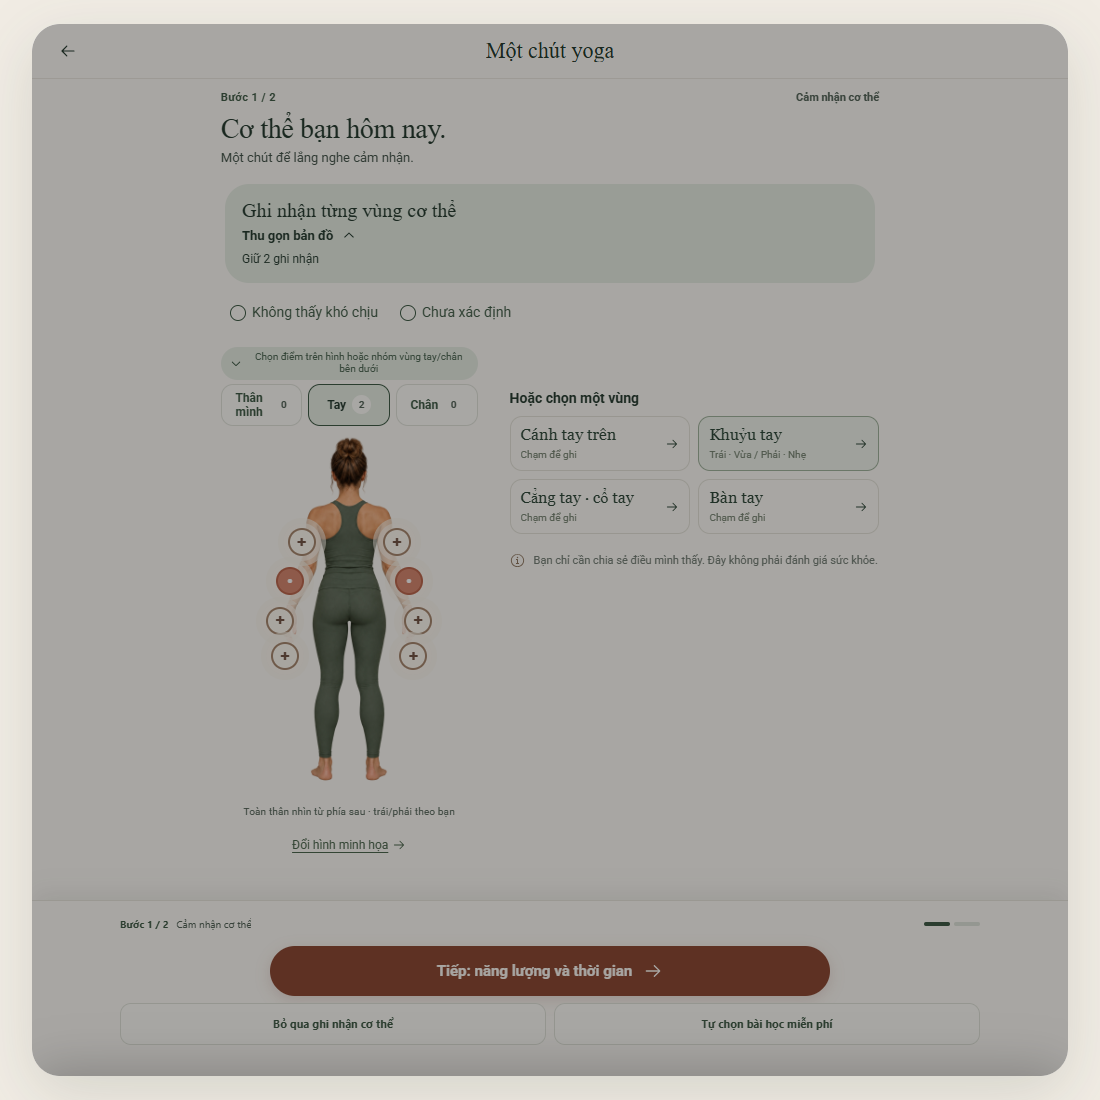 Một chút yoga
Bước 1 / 2
Cảm nhận cơ thể
Cơ thể bạn hôm nay.
Một chút để lắng nghe cảm nhận.
Ghi nhận từng vùng cơ thể
Thu gọn bản đồ
Giữ 2 ghi nhận
Không thấy khó chịu
Chưa xác định
Chọn điểm trên hình hoặc nhóm vùng tay/chân
bên dưới
Thân
mình
0
Tay 2
Chân 0
Hoặc chọn một vùng
Cánh tay trên
Chạm để ghi
Khuỷu tay
Trái · Vừa / Phải · Nhẹ
Cẳng tay · cổ tay
Chạm để ghi
Bàn tay
Chạm để ghi
Bạn chỉ cần chia sẻ điều mình thấy. Đây không phải đánh giá sức khỏe.
Toàn thân nhìn từ phía sau · trái/phải theo bạn
Đổi hình minh họa
Bước 1 / 2 Cảm nhận cơ thể
Tiếp: năng lượng và thời gian
Bỏ qua ghi nhận cơ thể
Tự chọn bài học miễn phí